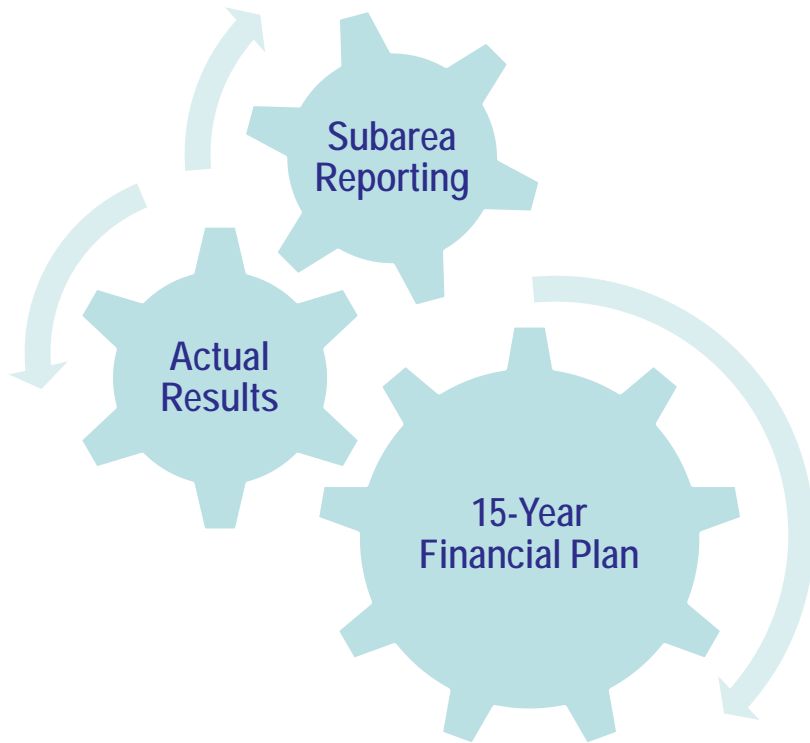 Subarea
Reporting
Actual
Results
15-Year
Financial Plan